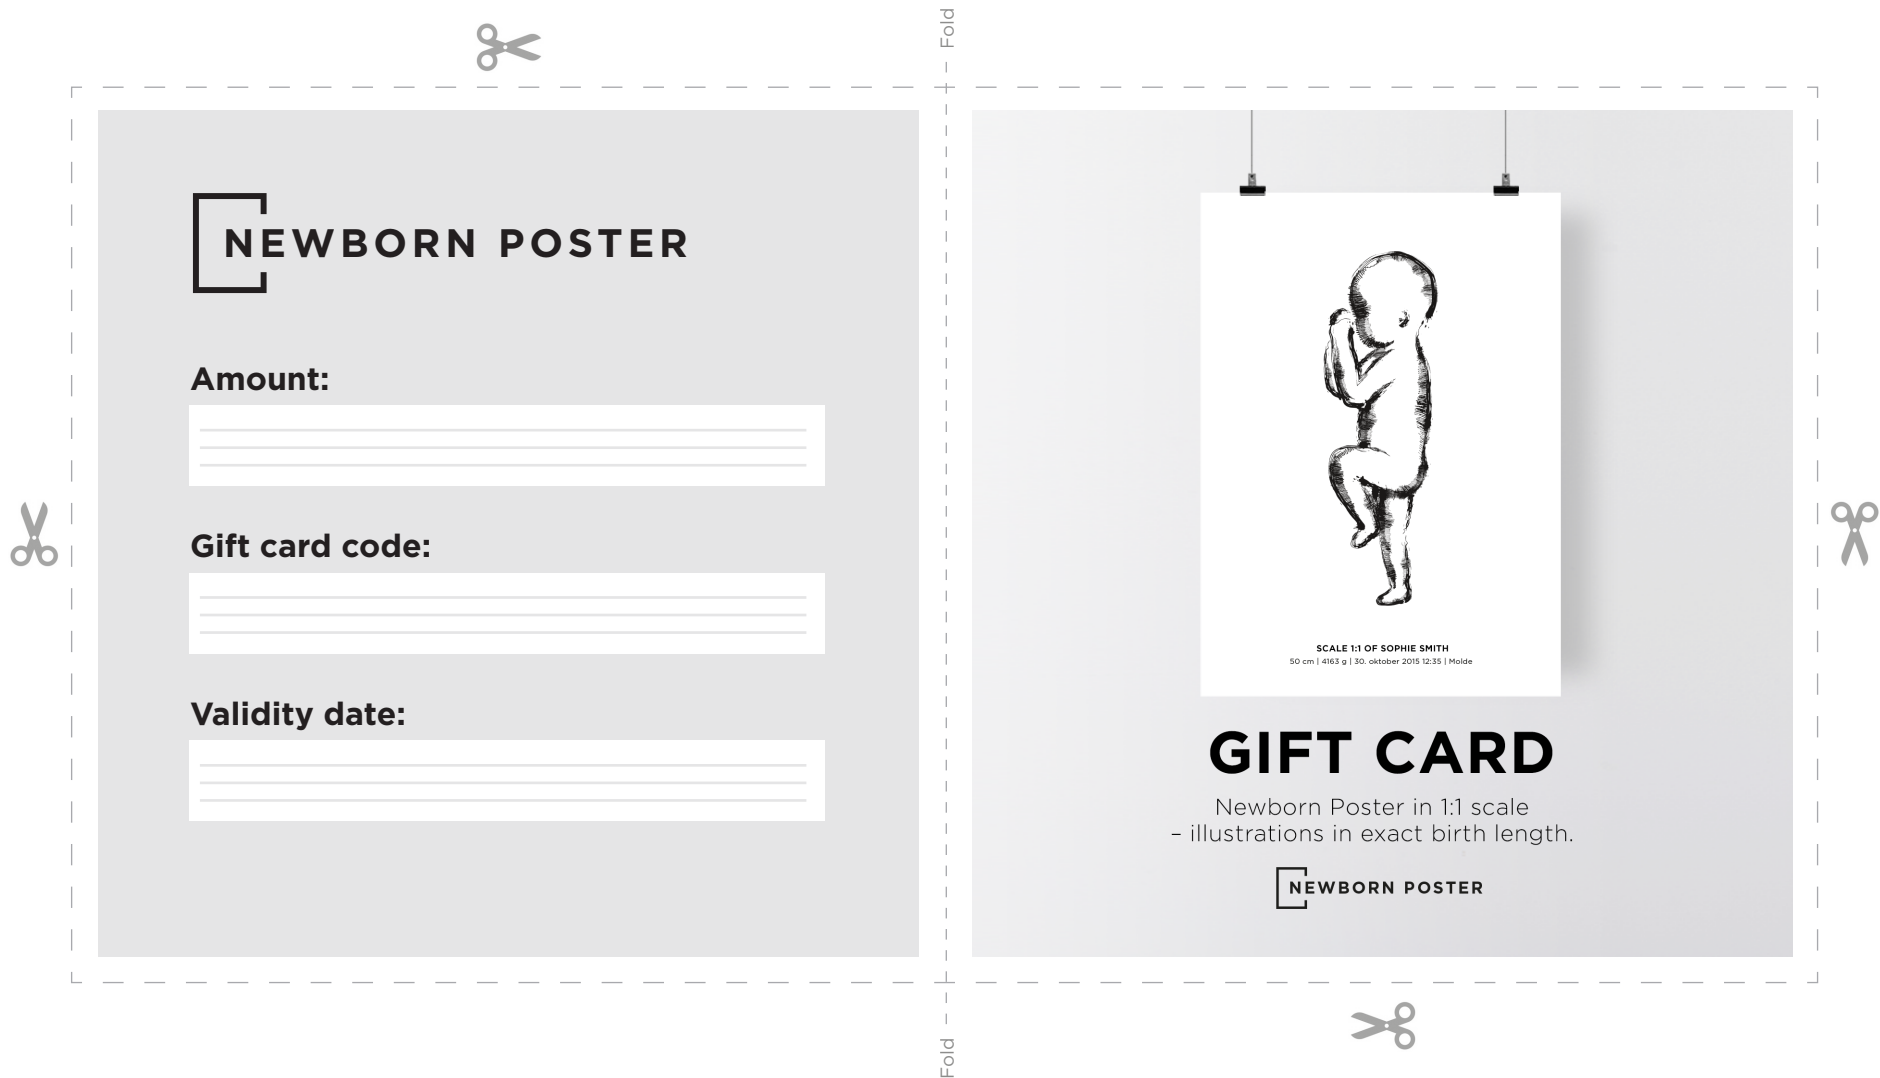 Fold
NEWBORN POSTER
Amount:
Gift card code:
Validity date:
SCALE 1:1 OF SOPHIE SMITH
50 cm | 4163 g | 30. oktober 2015 12:35 | Molde
GIFT CARD
Newborn Poster in 1:1 scale
– illustrations in exact birth length.
NEWBORN POSTER
Fold